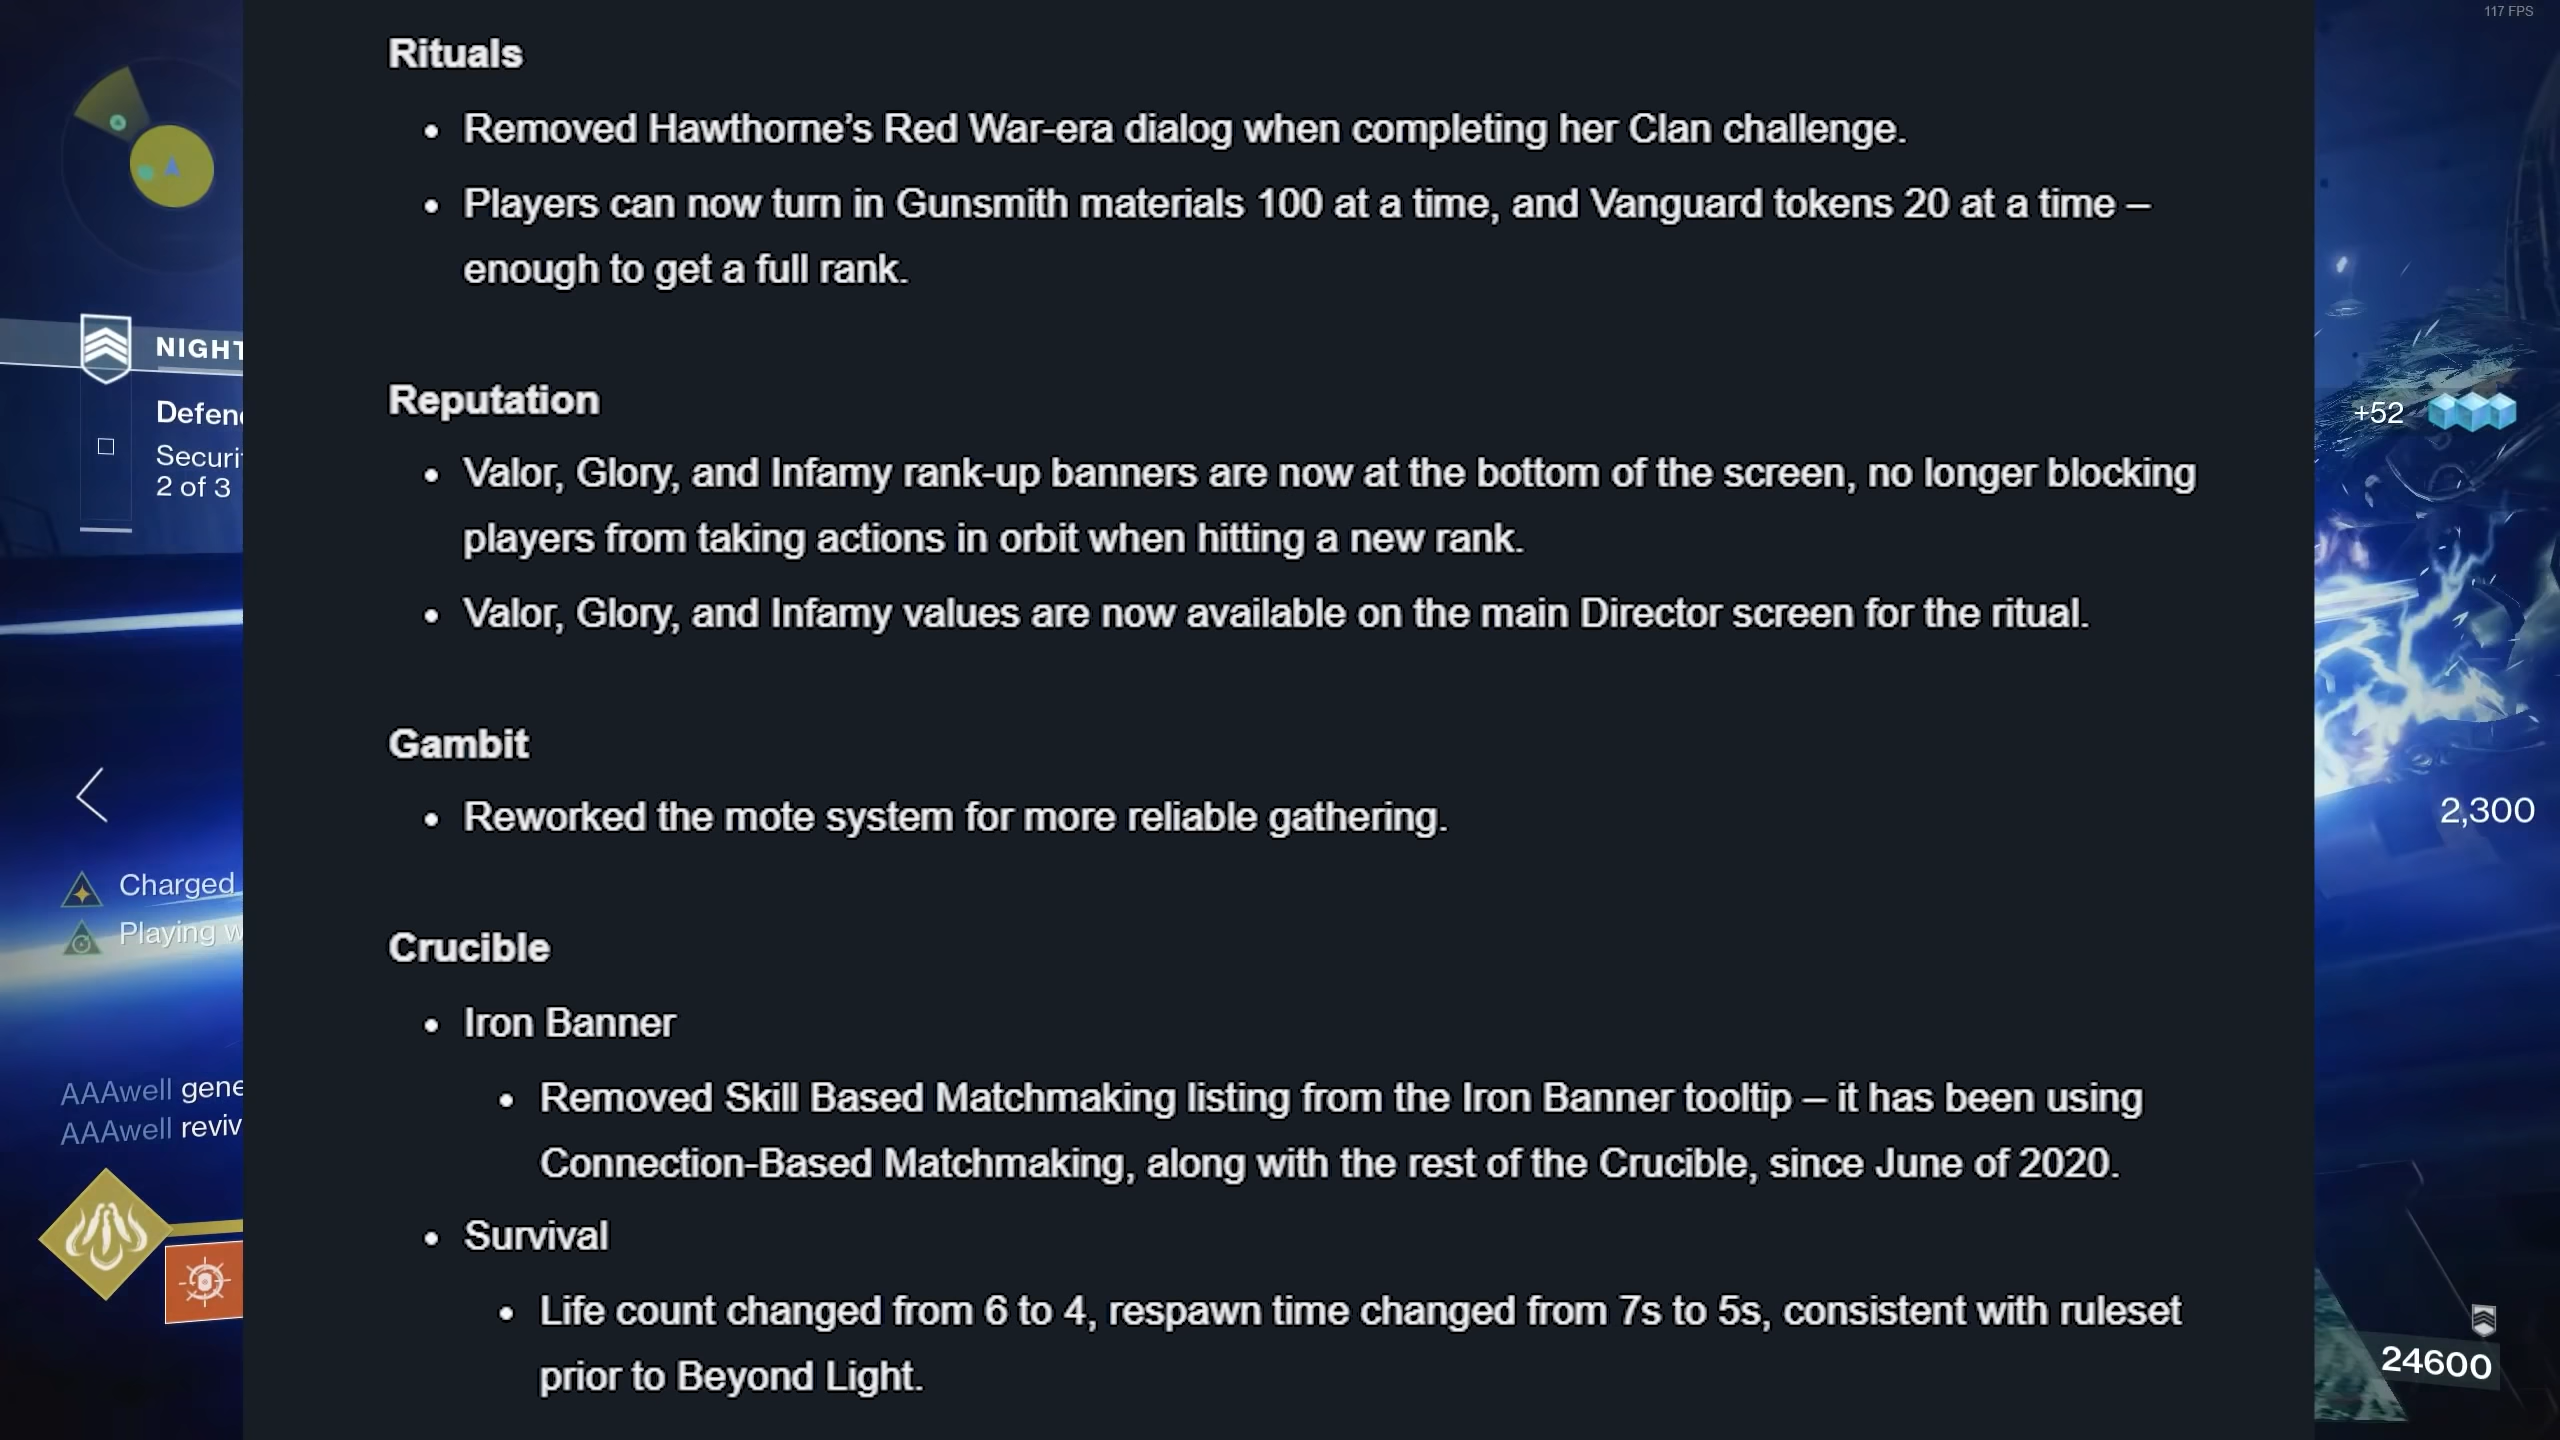 117 FPS
Rituals
• Removed Hawthorne’s Red War-era dialog when completing her Clan challenge.
• Players can now turn in Gunsmith materials 100 at a time, and Vanguard tokens 20 at a time –
enough to get a full rank.
NIGHT
Reputation
Defen
+52
Securi
2 of 3
• Valor, Glory, and Infamy rank-up banners are now at the bottom of the screen, no longer blocking
players from taking actions in orbit when hitting a new rank.
• Valor, Glory, and Infamy values are now available on the main Director screen for the ritual.
Gambit
• Reworked the mote system for more reliable gathering.
2,300
Charged
Playing w
Crucible
• Iron Banner
• Removed Skill Based Matchmaking listing from the Iron Banner tooltip – it has been using
Connection-Based Matchmaking, along with the rest of the Crucible, since June of 2020.
AAAwell gene
AAAwell reviv
• Survival
• Life count changed from 6 to 4, respawn time changed from 7s to 5s, consistent with ruleset
prior to Beyond Light.
24600